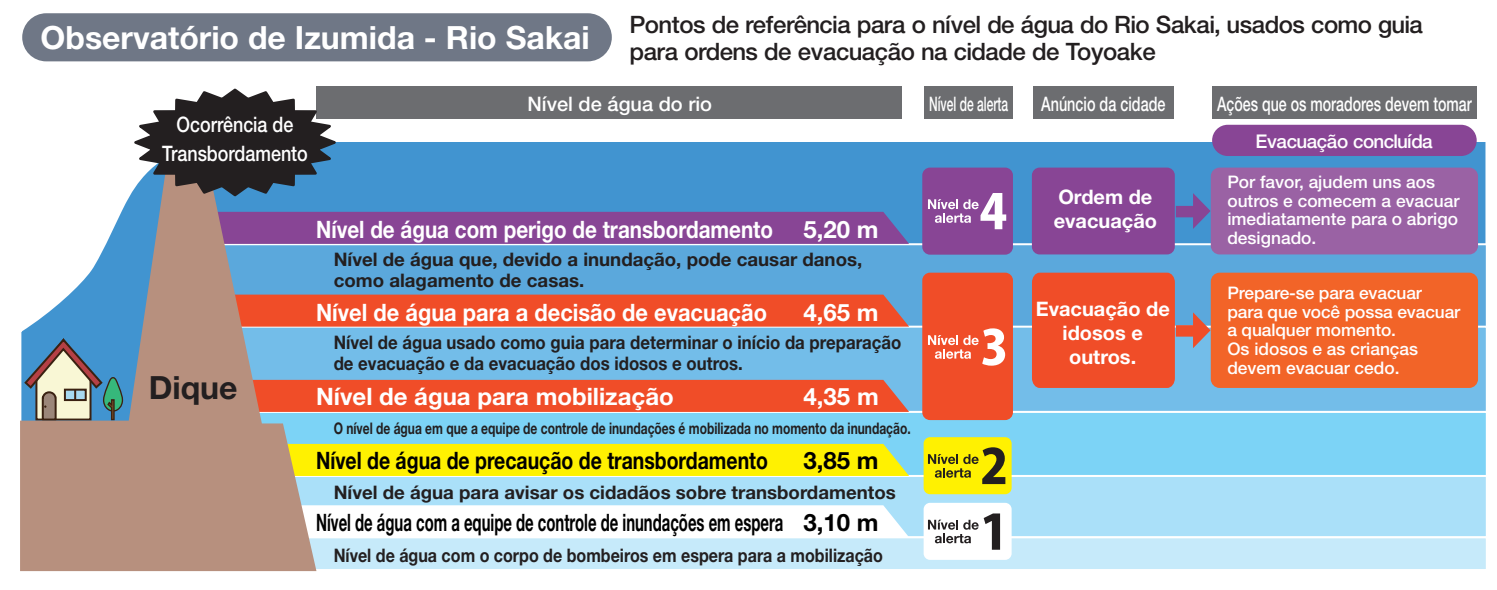 Observatório de Izumida - Rio Sakai
Pontos de referência para o nível de água do Rio Sakai, usados como guia
para ordens de evacuação na cidade de Toyoake
Nível de água do rio
Nível de alerta
Anúncio da cidade
Ações que os moradores devem tomar
Ocorrência de
Transbordamento
Evacuação concluída
Nível de água com perigo de transbordamento 5,20 m
Nível de água que, devido a inundação, pode causar danos,
como alagamento de casas.
Nível de
alerta 4
Ordem de
evacuação
Por favor, ajudem uns aos
outros e comecem a evacuar
imediatamente para o abrigo
designado.
Nível de água para a decisão de evacuação 4,65 m
Nível de água usado como guia para determinar o início da preparação
de evacuação e da evacuação dos idosos e outros.
Nível de
alerta 3
Evacuação de
idosos e
outros.
Prepare-se para evacuar
para que você possa evacuar
a qualquer momento.
Os idosos e as crianças
devem evacuar cedo.
Dique
Nível de água para mobilização 4,35 m
O nível de água em que a equipe de controle de inundações é mobilizada no momento da inundação.
Nível de água de precaução de transbordamento 3,85 m
Nível de água para avisar os cidadãos sobre transbordamentos
Nível de
alerta 2
Nível de água com a equipe de controle de inundações em espera 3,10 m
Nível de água com o corpo de bombeiros em espera para a mobilização
Nível de
alerta 1